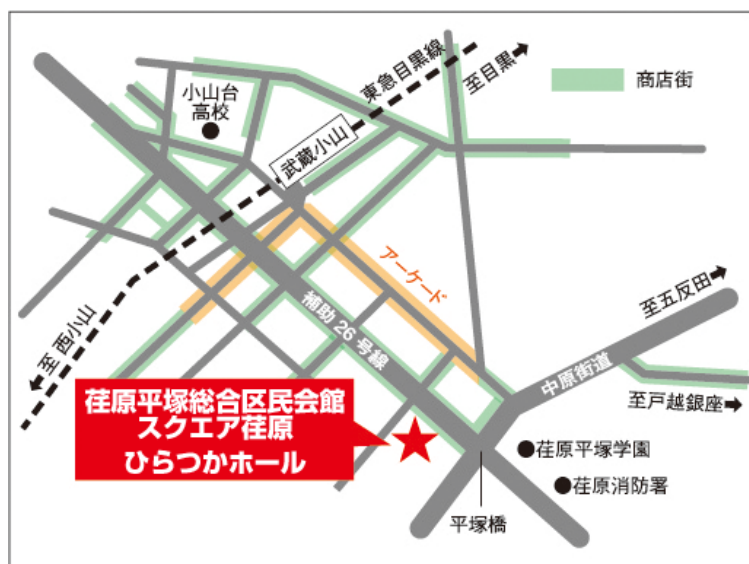 東急目黒線
至目黒
商店街
小山台
高校
武蔵小山
アーケード
至五反田
補助26号線
中原街道
至 西小山
至戸越銀座
荏原平塚総合区民会館
スクエア荏原
ひらつかホール
荏原平塚学園
荏原消防署
平塚橋